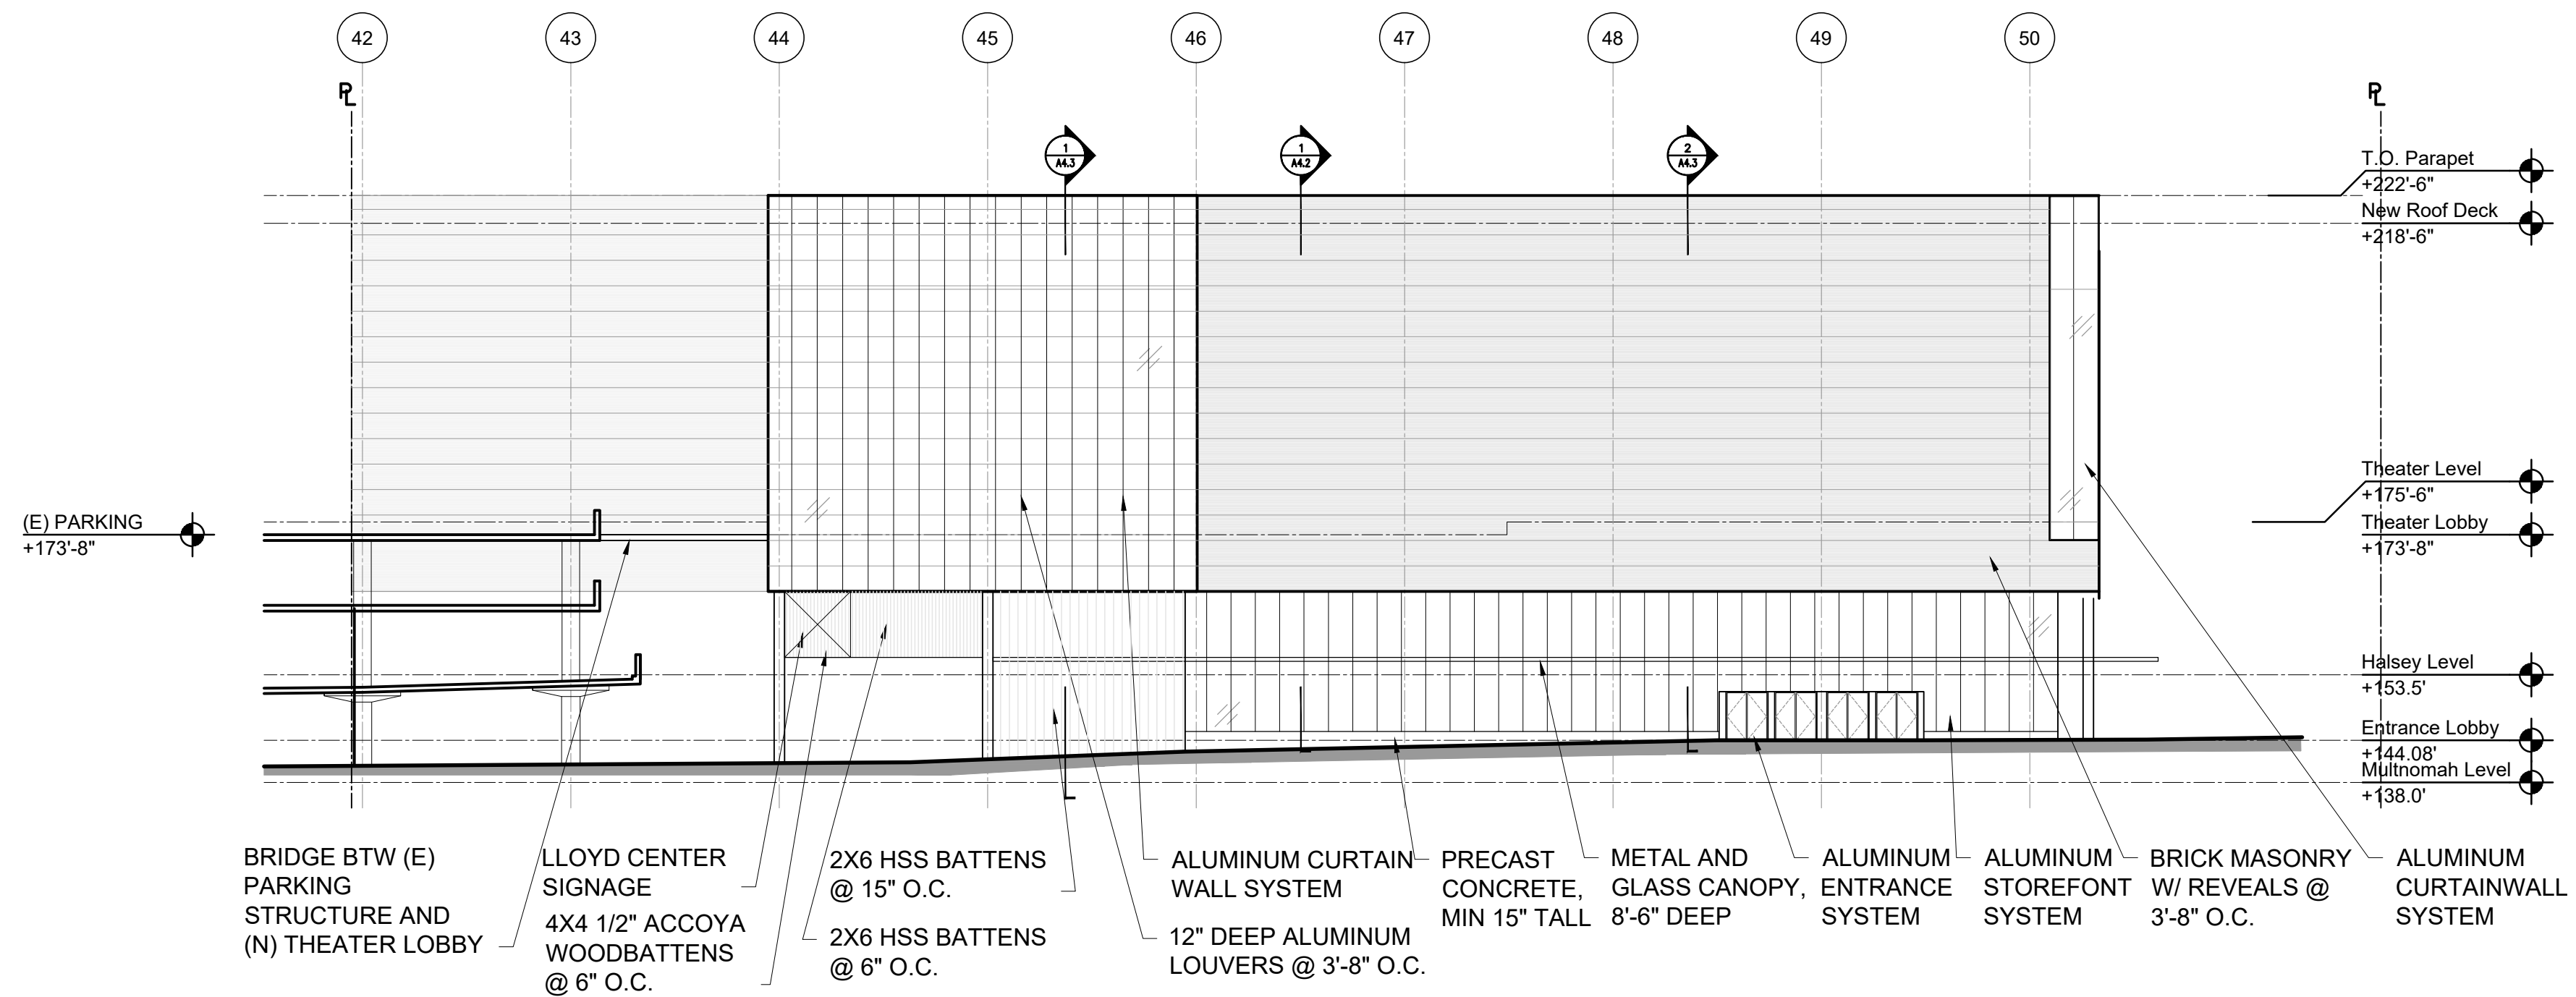 42
43
44
45
46
47
48
49
50
PL
PL
1
A4.3
1
A4.2
2
A4.3
T.O. Parapet
+222'-6"
New Roof Deck
+218'-6"
Theater Level
+175'-6"
Theater Lobby
+173'-8"
(E) PARKING
+173'-8"
Halsey Level
+153.5'
Entrance Lobby
+144.08'
Multnomah Level
+138.0'
BRIDGE BTW (E)
PARKING
STRUCTURE AND
(N) THEATER LOBBY
LLOYD CENTER
SIGNAGE
4X4 1/2" ACCOYA
WOODBATTENS
@ 6" O.C.
2X6 HSS BATTENS
@ 15" O.C.
2X6 HSS BATTENS
@ 6" O.C.
ALUMINUM CURTAIN
WALL SYSTEM
12" DEEP ALUMINUM
LOUVERS @ 3'-8" O.C.
PRECAST
CONCRETE,
MIN 15" TALL
METAL AND
GLASS CANOPY,
8'-6" DEEP
ALUMINUM
ENTRANCE
SYSTEM
ALUMINUM
STOREFONT
SYSTEM
BRICK MASONRY
W/ REVEALS @
3'-8" O.C.
ALUMINUM
CURTAINWALL
SYSTEM